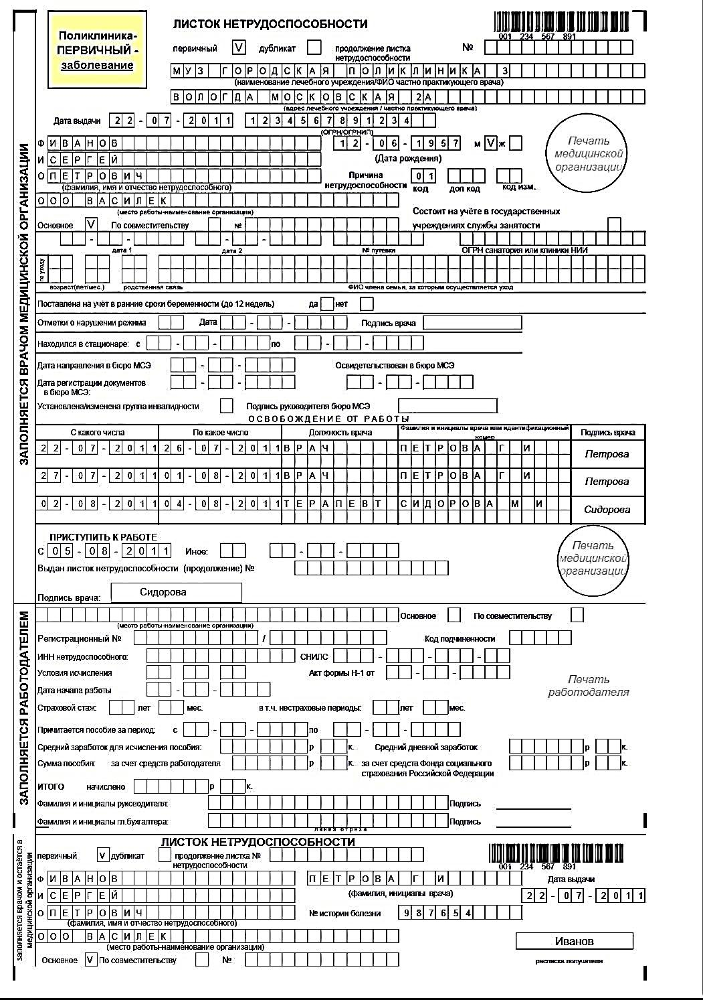 Поликлиника-
ПЕРВИЧНЫЙ -
заболевание
ЛИСТОК НЕТРУДОСПОСОБНОСТИ
001 234 567 891
первичный V дубликат продолжение листка нетрудоспособности №
МУЗ ГОРОДСКАЯ ПОЛИКЛИНИКА 3
(наименование лечебного учреждения/ФИО частно практикующего врача)
ВОЛОГДА МОСКОВСКАЯ 2А
(адрес лечебного учреждения / частно практикующего врача)
Дата выдачи 22-07-2011 1234567891234
(ОГРН/ОГРНИП)
Ф ИВАНОВ 12-06-1957 м V ж
И СЕРГЕЙ (Дата рождения)
О ПЕТРОВИЧ Причина нетрудоспособности 01
код доп код код изм.
(фамилия, имя и отчество нетрудоспособного)
Печать
медицинской
организации
ООО ВАСИЛЕК
(место работы-наименование организации)
Состоит на учёте в государственных
учреждениях службы занятости
Основное V По совместительству №
- - - -
дата 1 дата 2 № путевки ОГРН санатория или клиники НИИ
по уходу
возраст(лет/мес.) родственная связь ФИО члена семьи, за которым осуществляется уход
Поставлена на учёт в ранние сроки беременности (до 12 недель) да нет
Отметки о нарушении режима Дата - - Подпись врача
Находился в стационаре: с - - по - -
Дата направления в бюро МСЭ - - Освидетельствован в бюро МСЭ
Дата регистрации документов - - - -
в бюро МСЭ:
Установлена/изменена группа инвалидности Подпись руководителя бюро МСЭ
ОСВОБОЖДЕНИЕ ОТ РАБОТЫ
С какого числа По какое число Должность врача Фамилия и инициалы врача или идентификационный номер Подпись врача
22-07-2011 26-07-2011 ВРАЧ ПЕТРОВА Г И Петрова
27-07-2011 01-08-2011 ВРАЧ ПЕТРОВА Г И Петрова
02-08-2011 04-08-2011 ТЕРАПЕВТ СИДОРОВА М И Сидорова
ПРИСТУПИТЬ К РАБОТЕ
С 05-08-2011 Иное: - -
Выдан листок нетрудоспособности (продолжение) №
Подпись врача: Сидорова
Печать
медицинской
организации
ЗАПОЛНЯЕТСЯ ВРАЧОМ МЕДИЦИНСКОЙ ОРГАНИЗАЦИИ
Основное По совместительству
(место работы-наименование организации)
Регистрационный № / Код подчиненности
ИНН нетрудоспособного: СНИЛС - - -
Условия исчисления Акт формы Н-1 от - -
Дата начала работы - -
Печать
работодателя
Страховой стаж: лет мес. в т.ч. нестраховые периоды: лет мес.
Причитается пособие за период: с - - по - -
Средний заработок для исчисления пособия: р к. Средний дневной заработок р к.
Сумма пособия: за счет средств работодателя р к. за счет средств Фонда социального р к.
страхования Российской Федерации
ИТОГО начислено р к.
Фамилия и инициалы руководителя: Подпись
Фамилия и инициалы гл.бухгалтера: Подпись
ЗАПОЛНЯЕТСЯ РАБОТОДАТЕЛЕМ
линия отреза
ЛИСТОК НЕТРУДОСПОСОБНОСТИ
первичный V дубликат продолжение листка №
нетрудоспособности
001 234 567 891
Ф ИВАНОВ ПЕТРОВА Г И Дата выдачи
И СЕРГЕЙ (фамилия, инициалы врача) 22-07-2011
О ПЕТРОВИЧ № истории болезни 987654
(фамилия, имя и отчество нетрудоспособного)
ООО ВАСИЛЕК
(место работы-наименование организации)
Иванов
Основное V По совместительству №
расписка получателя
заполняется врачом и остаётся в
медицинской организации